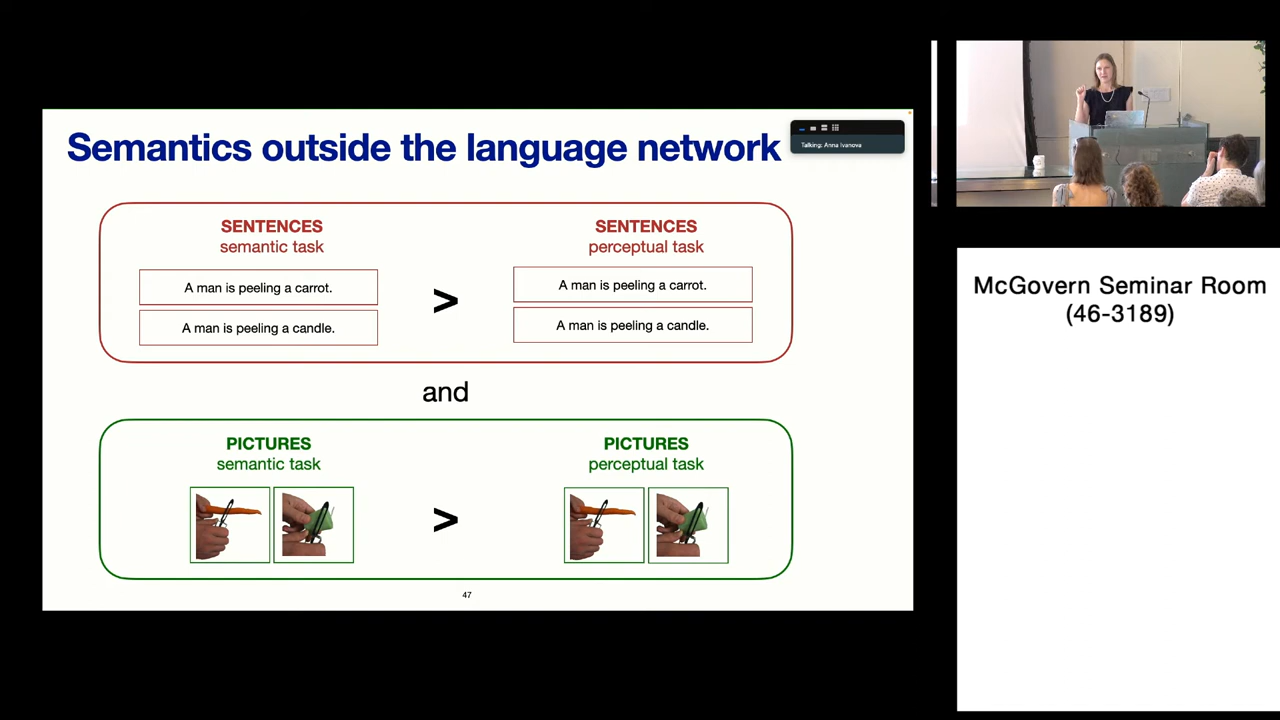 Semantics outside the language network
Talking: Anna Ivanova
SENTENCES
semantic task
A man is peeling a carrot.
A man is peeling a candle.
>
SENTENCES
perceptual task
A man is peeling a carrot.
A man is peeling a candle.
and
PICTURES
semantic task
>
PICTURES
perceptual task
47
McGovern Seminar Room
(46-3189)